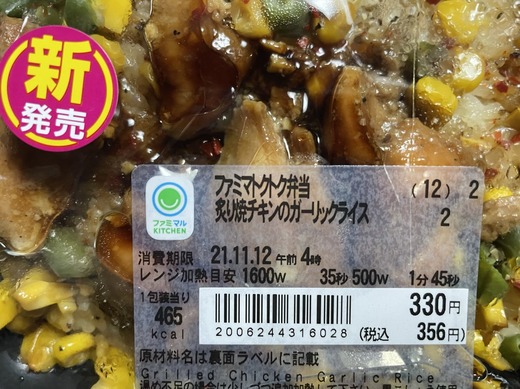 新
発売
ファミマル
KITCHEN
ファミマトクトク弁当 (12) 2
炙り焼チキンのガーリックライス 2
消費期限 21.11.12 午前 4時
レンジ加熱目安 1600W 35秒 500W 1分 45秒
1包装当り
465
kcal
330円
2006244316028 (税込 356円)
原材料名は裏面ラベルに記載
Grilled Chicken Garlic Rice